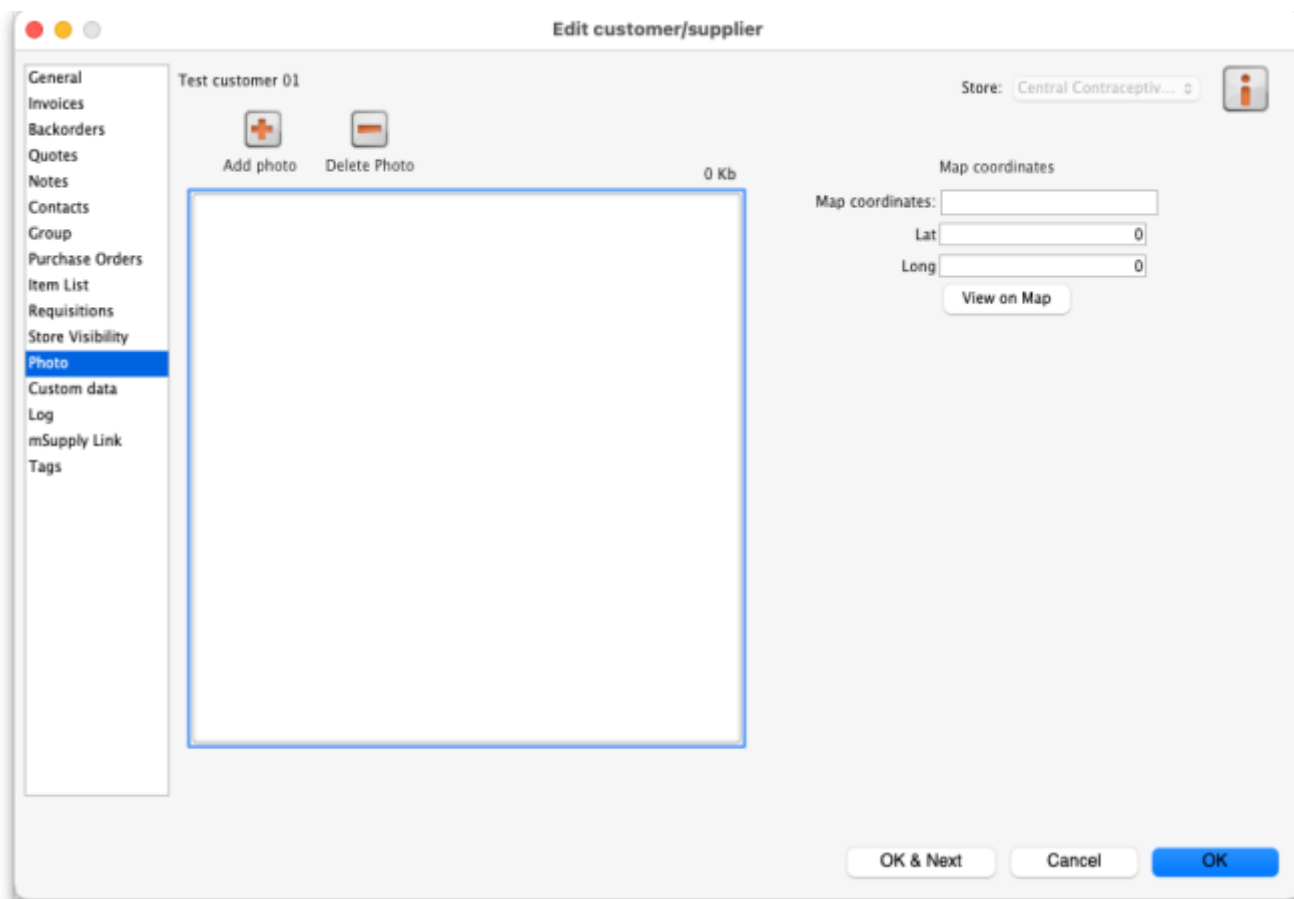 Edit customer/supplier
General
Invoices
Backorders
Quotes
Notes
Contacts
Group
Purchase Orders
Item List
Requisitions
Store Visibility
Photo
Custom data
Log
mSupply Link
Tags
Test customer 01
Store: Central Contraceptiv...
Add photo Delete Photo
0 Kb
Map coordinates
Map coordinates:
Lat 0
Long 0
View on Map
OK & Next Cancel OK